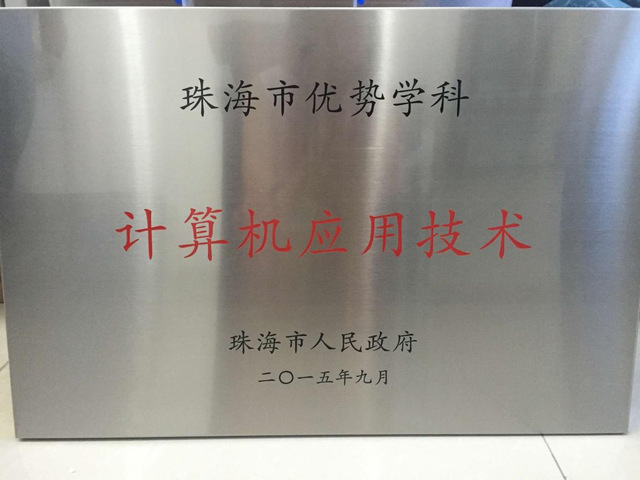 珠海市优势学科
计算机应用技术
珠海市人民政府
二〇一五年九月